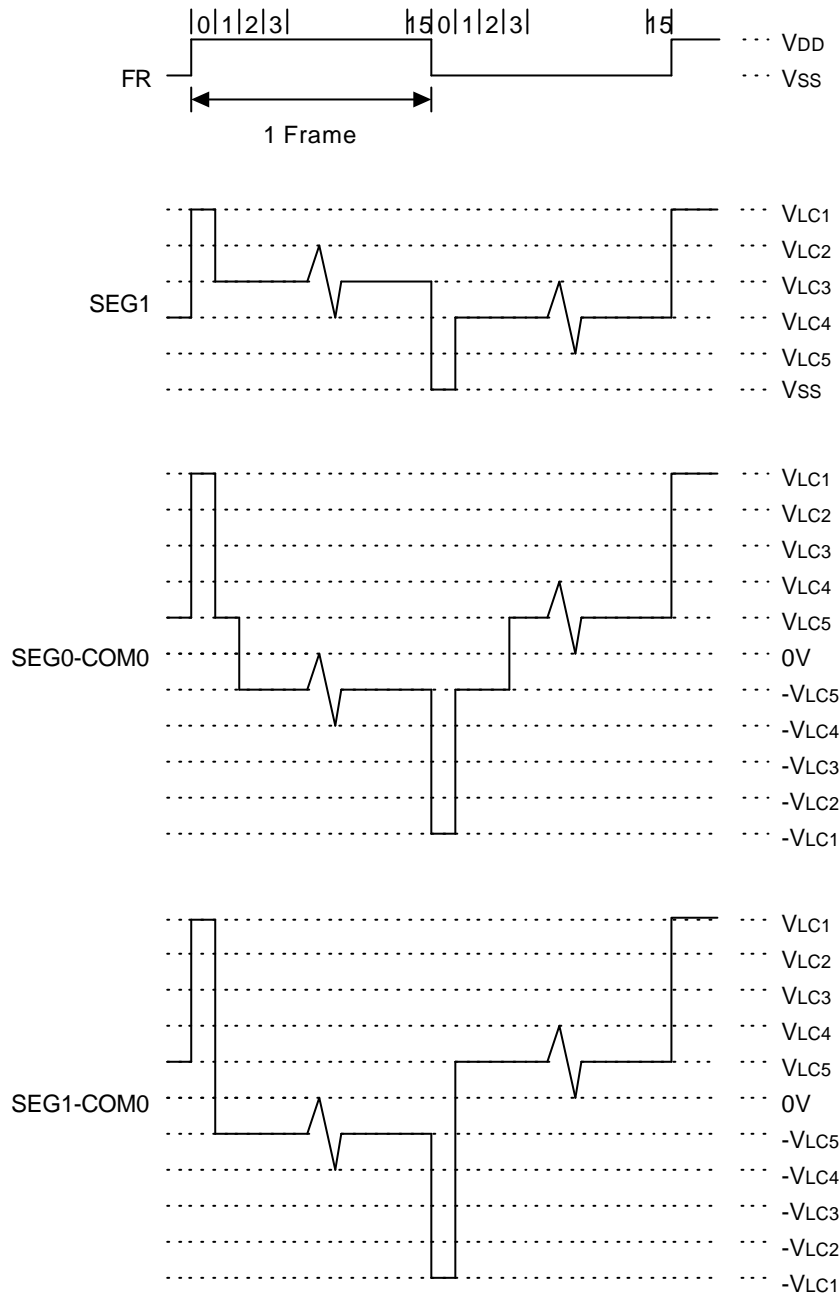 0 1 2 3 15 0 1 2 3 15
VDD
FR
VSS
1 Frame
VLC1
VLC2
VLC3
SEG1
VLC4
VLC5
VSS
VLC1
VLC2
VLC3
VLC4
VLC5
SEG0-COM0
0V
-VLC5
-VLC4
-VLC3
-VLC2
-VLC1
VLC1
VLC2
VLC3
VLC4
VLC5
SEG1-COM0
0V
-VLC5
-VLC4
-VLC3
-VLC2
-VLC1